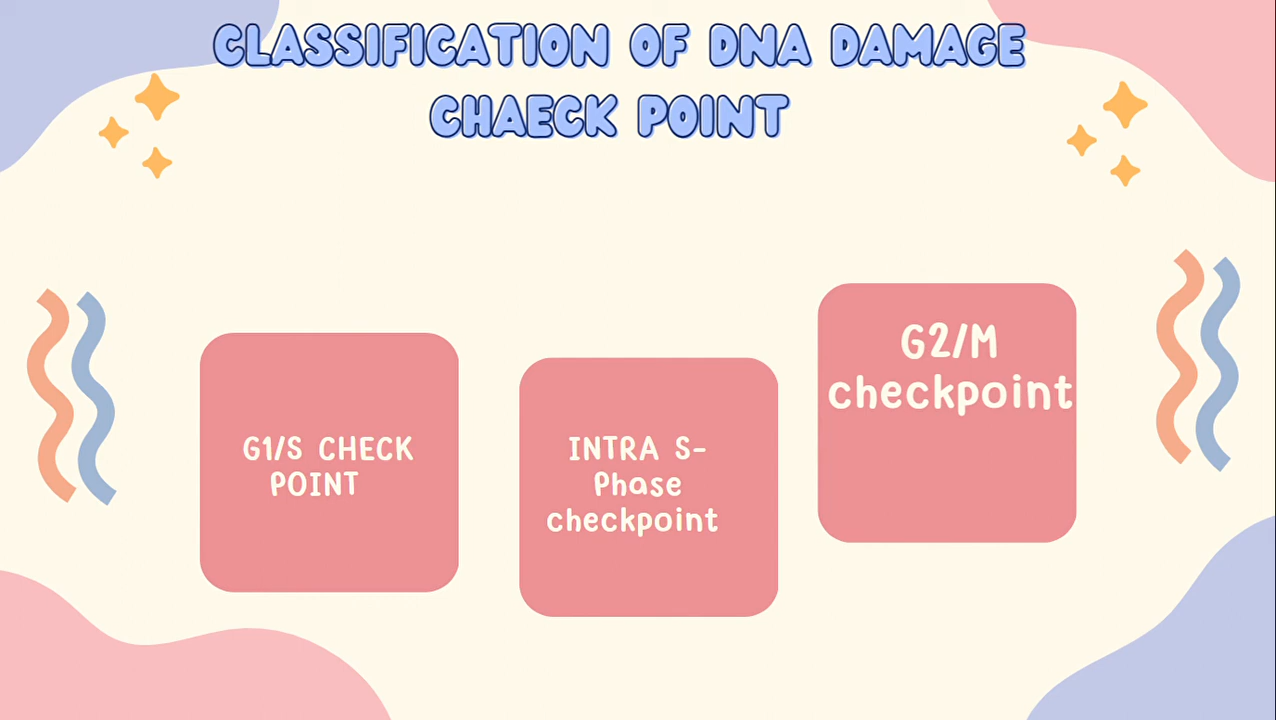 CLASSIFICATION OF DNA DAMAGE
CHAECK POINT
G1/S CHECK
POINT
INTRA S-
Phase
checkpoint
G2/M
checkpoint